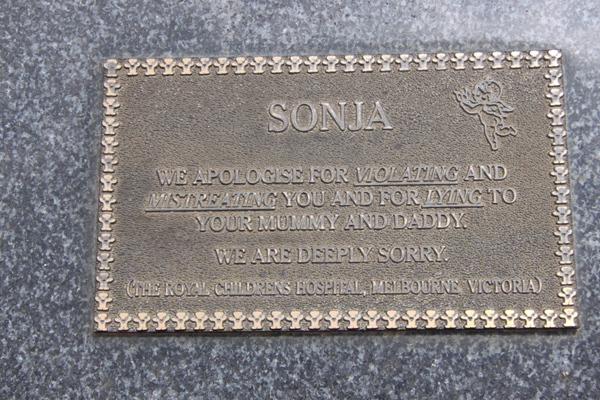 SONJA
WE APOLOGISE FOR VIOLATING AND
MISTREATING YOU AND FOR LYING TO
YOUR MUMMY AND DADDY.
WE ARE DEEPLY SORRY.
(THE ROYAL CHILDRENS HOSPITAL, MELBOURNE VICTORIA)